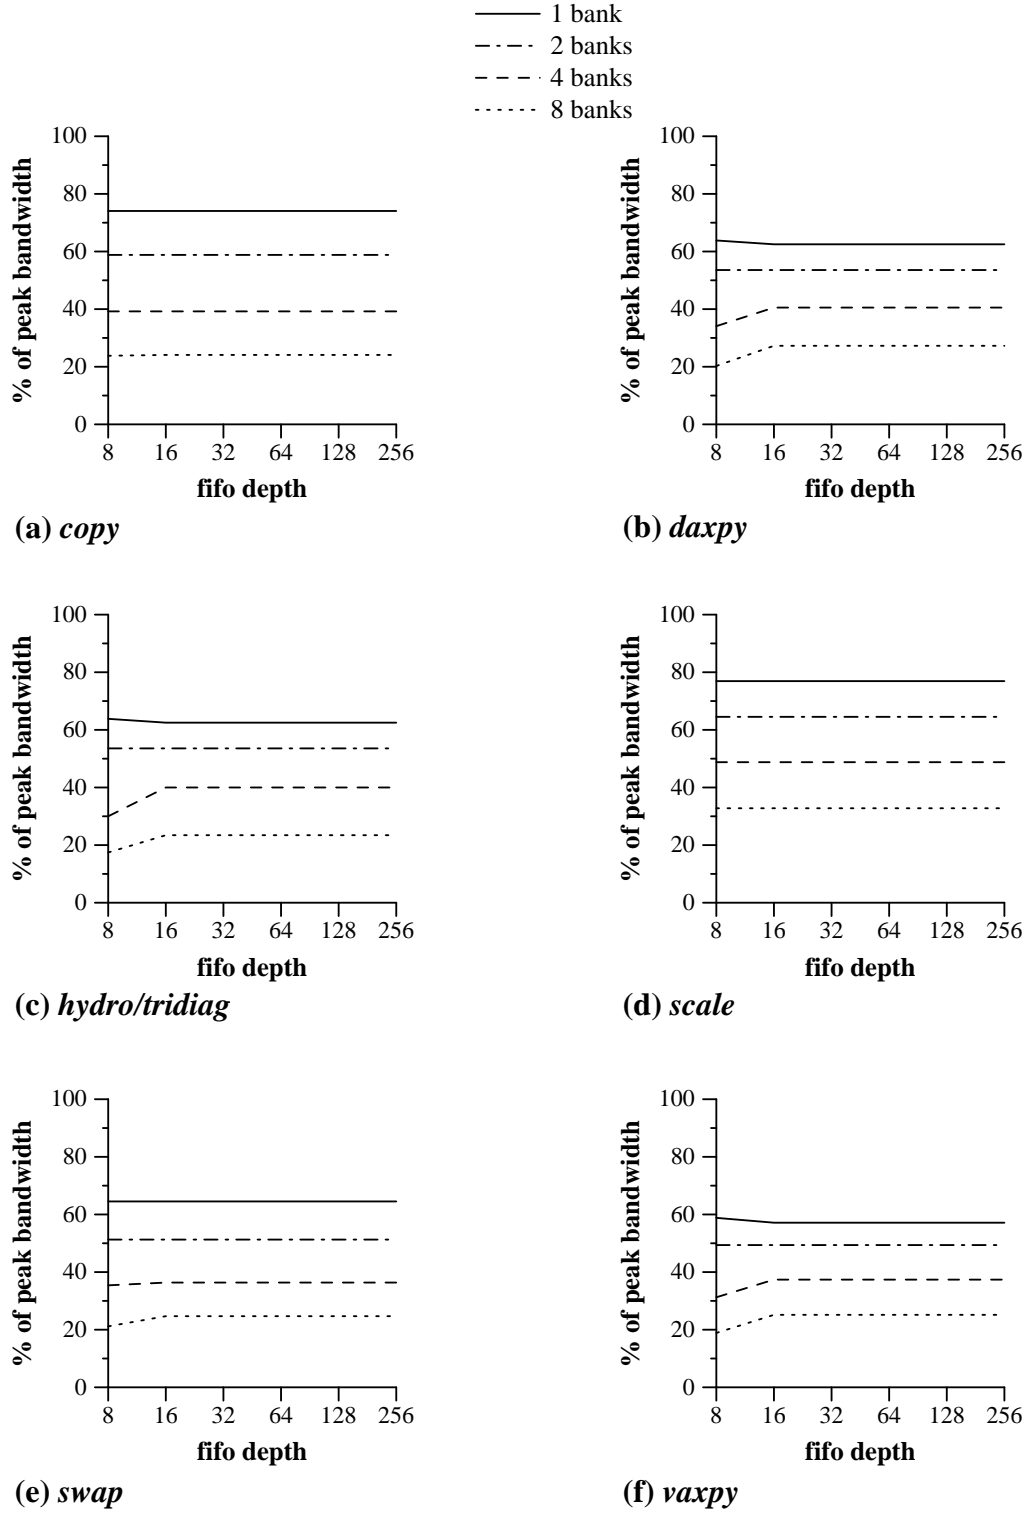 1 bank
2 banks
4 banks
8 banks
100
80
60
40
20
0
% of peak bandwidth
8 16 32 64 128 256
fifo depth
(a) copy
100
80
60
40
20
0
% of peak bandwidth
8 16 32 64 128 256
fifo depth
(b) daxpy
100
80
60
40
20
0
% of peak bandwidth
8 16 32 64 128 256
fifo depth
(c) hydro/tridiag
100
80
60
40
20
0
% of peak bandwidth
8 16 32 64 128 256
fifo depth
(d) scale
100
80
60
40
20
0
% of peak bandwidth
8 16 32 64 128 256
fifo depth
(e) swap
100
80
60
40
20
0
% of peak bandwidth
8 16 32 64 128 256
fifo depth
(f) vaxpy